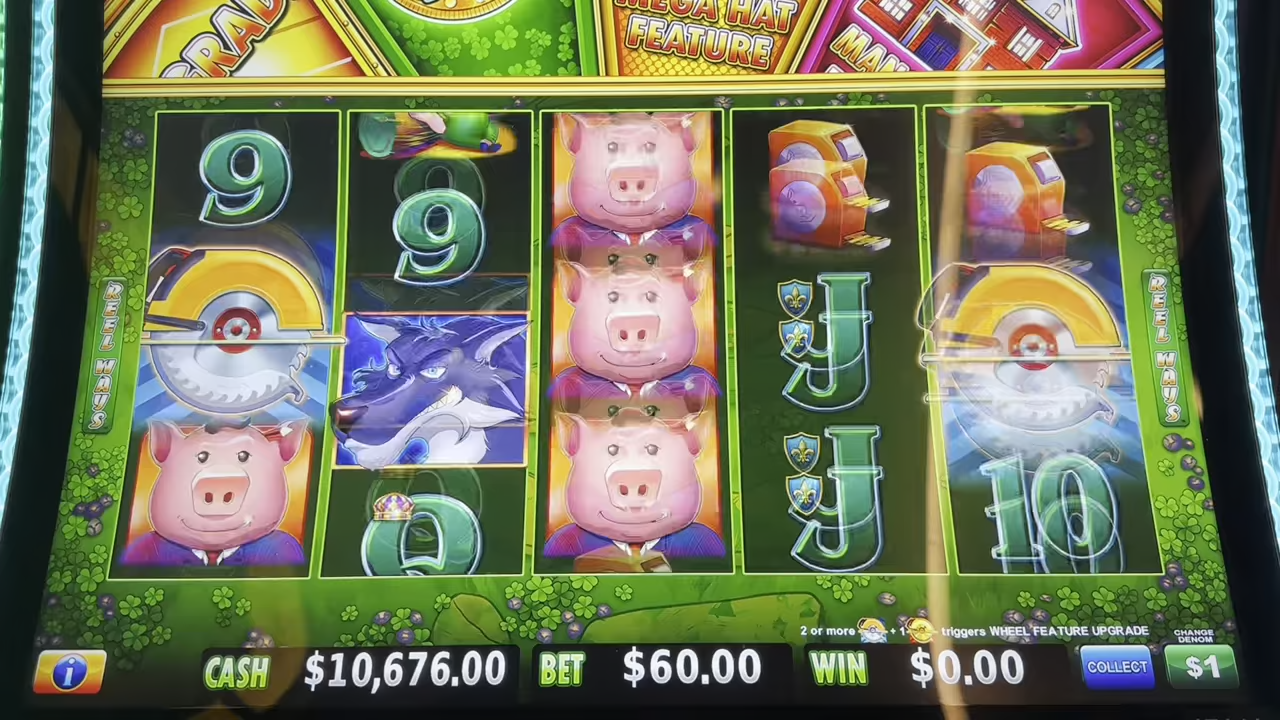 MEGA HAT
FEATURE
9
9
J
J
Q
10
REEL WAYS
REEL WAYS
2 or more + 1 triggers WHEEL FEATURE UPGRADE
CHANGE
DENOM
i
CASH $10,676.00 BET $60.00 WIN $0.00 COLLECT $1